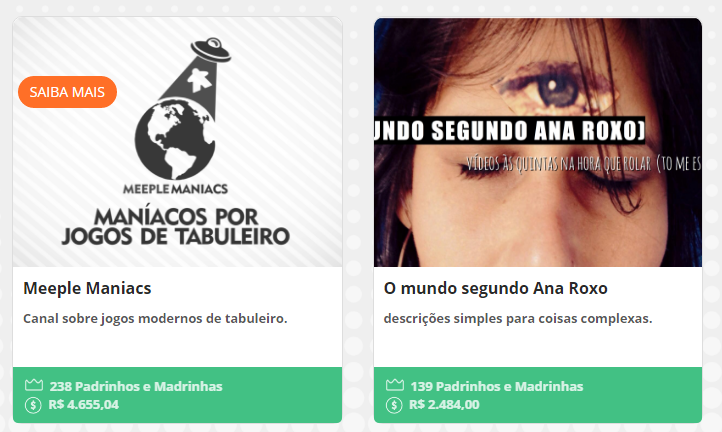 SAIBA MAIS
MEEPLE MANIACS
MANÍACOS POR
JOGOS DE TABULEIRO
Meeple Maniacs
Canal sobre jogos modernos de tabuleiro.
238 Padrinhos e Madrinhas
R$ 4.655,04
UNDO SEGUNDO ANA ROXO)
VÍDEOS ÀS QUINTAS NA HORA QUE ROLAR (TO ME ES
O mundo segundo Ana Roxo
descrições simples para coisas complexas.
139 Padrinhos e Madrinhas
R$ 2.484,00